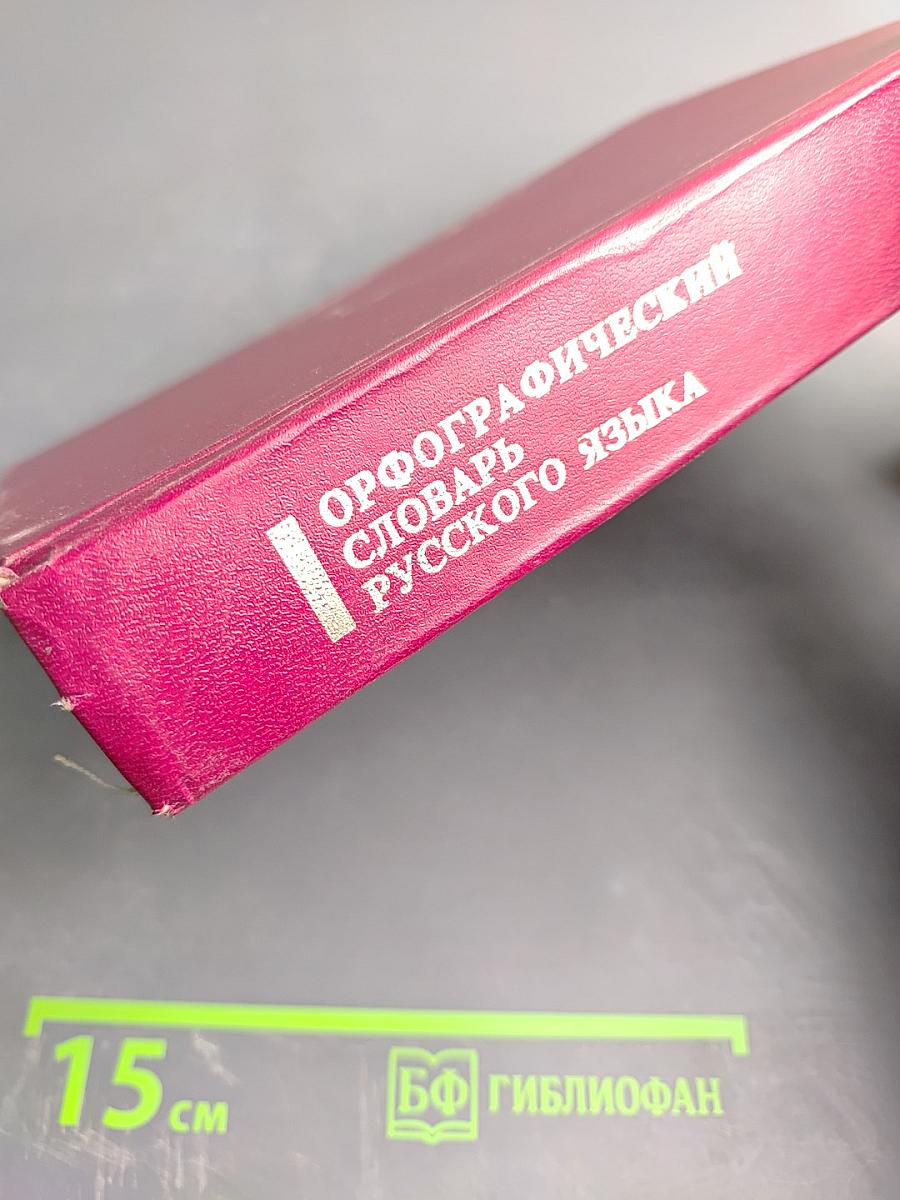 ОРФОГРАФИЧЕСКИЙ
СЛОВАРЬ
РУССКОГО ЯЗЫКА
15 см
БФ ГИБЛИОФАН